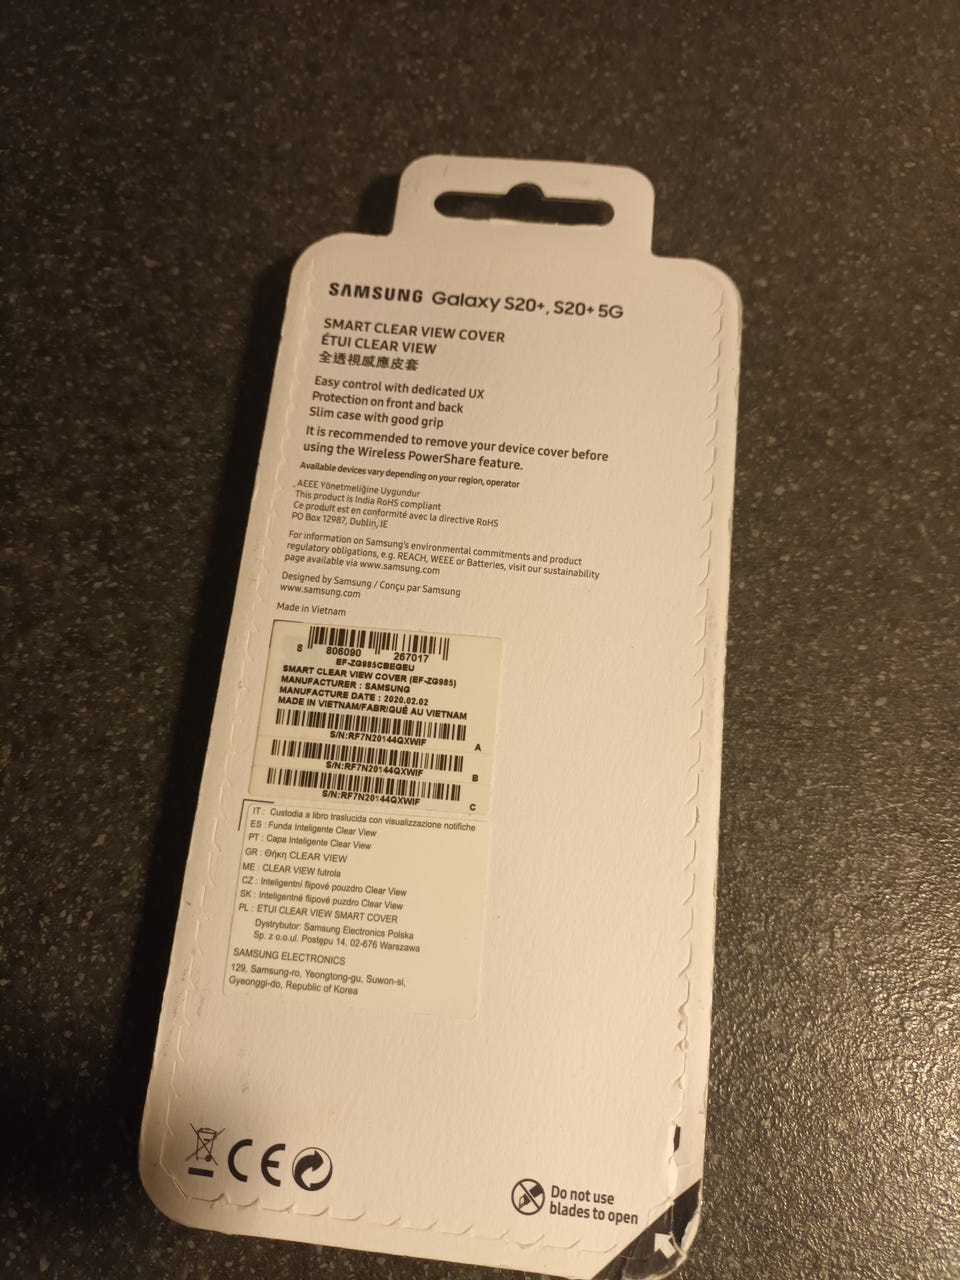 SAMSUNG Galaxy S20+, S20+ 5G
SMART CLEAR VIEW COVER
ÉTUI CLEAR VIEW
全透視感應皮套
Easy control with dedicated UX
Protection on front and back
Slim case with good grip
It is recommended to remove your device cover before
using the Wireless PowerShare feature.
Available devices vary depending on your region, operator
AEEE Yönetmeliğine Uygundur
This product is India RoHS compliant
Ce produit est en conformité avec la directive RoHS
PO Box 12987, Dublin, IE
For information on Samsung's environmental commitments and product
regulatory obligations, e.g. REACH, WEEE or Batteries, visit our sustainability
page available via www.samsung.com
Designed by Samsung / Conçu par Samsung
www.samsung.com
Made in Vietnam
8 806090 267017
EF-ZG985CBEGEU
SMART CLEAR VIEW COVER (EF-ZG985)
MANUFACTURER : SAMSUNG
MANUFACTURE DATE : 2020.02.02
MADE IN VIETNAM/FABRIQUÉ AU VIETNAM
S/N:RF7N20144QXWIF A
S/N:RF7N20144QXWIF B
S/N:RF7N20144QXWIF C
IT : Custodia a libro traslucida con visualizzazione notifiche
ES : Funda Inteligente Clear View
PT : Capa Inteligente Clear View
GR : Θήκη CLEAR VIEW
ME : CLEAR VIEW futrola
CZ : Inteligentní flipové pouzdro Clear View
SK : Inteligentné flipové puzdro Clear View
PL : ETUI CLEAR VIEW SMART COVER
Dystrybutor: Samsung Electronics Polska
Sp. z o.o.ul. Postępu 14, 02-676 Warszawa
SAMSUNG ELECTRONICS
129, Samsung-ro, Yeongtong-gu, Suwon-si,
Gyeonggi-do, Republic of Korea
CE
Do not use
blades to open